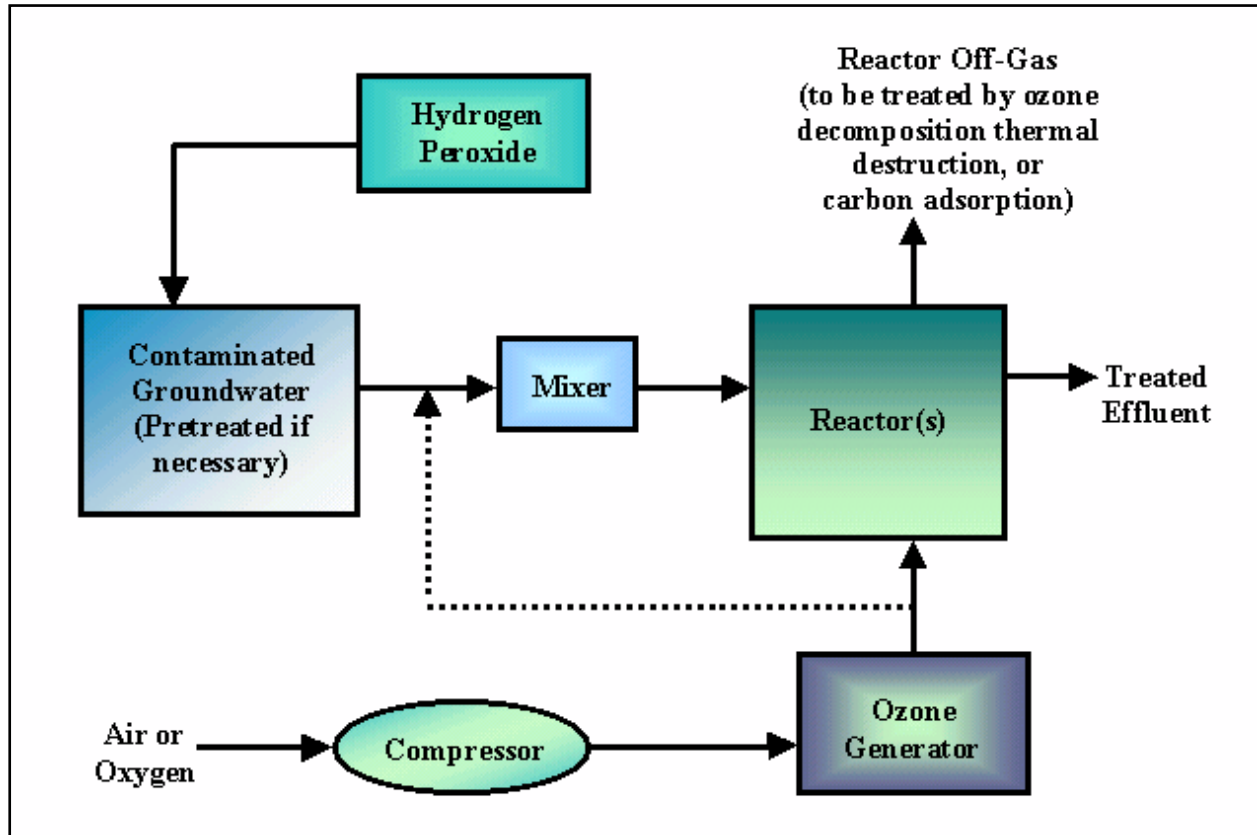 Hydrogen
Peroxide
Reactor Off-Gas
(to be treated by ozone
decomposition thermal
destruction, or
carbon adsorption)
Contaminated
Groundwater
(Pretreated if
necessary)
Mixer
Reactor(s)
Treated
Effluent
Air or
Oxygen
Compressor
Ozone
Generator